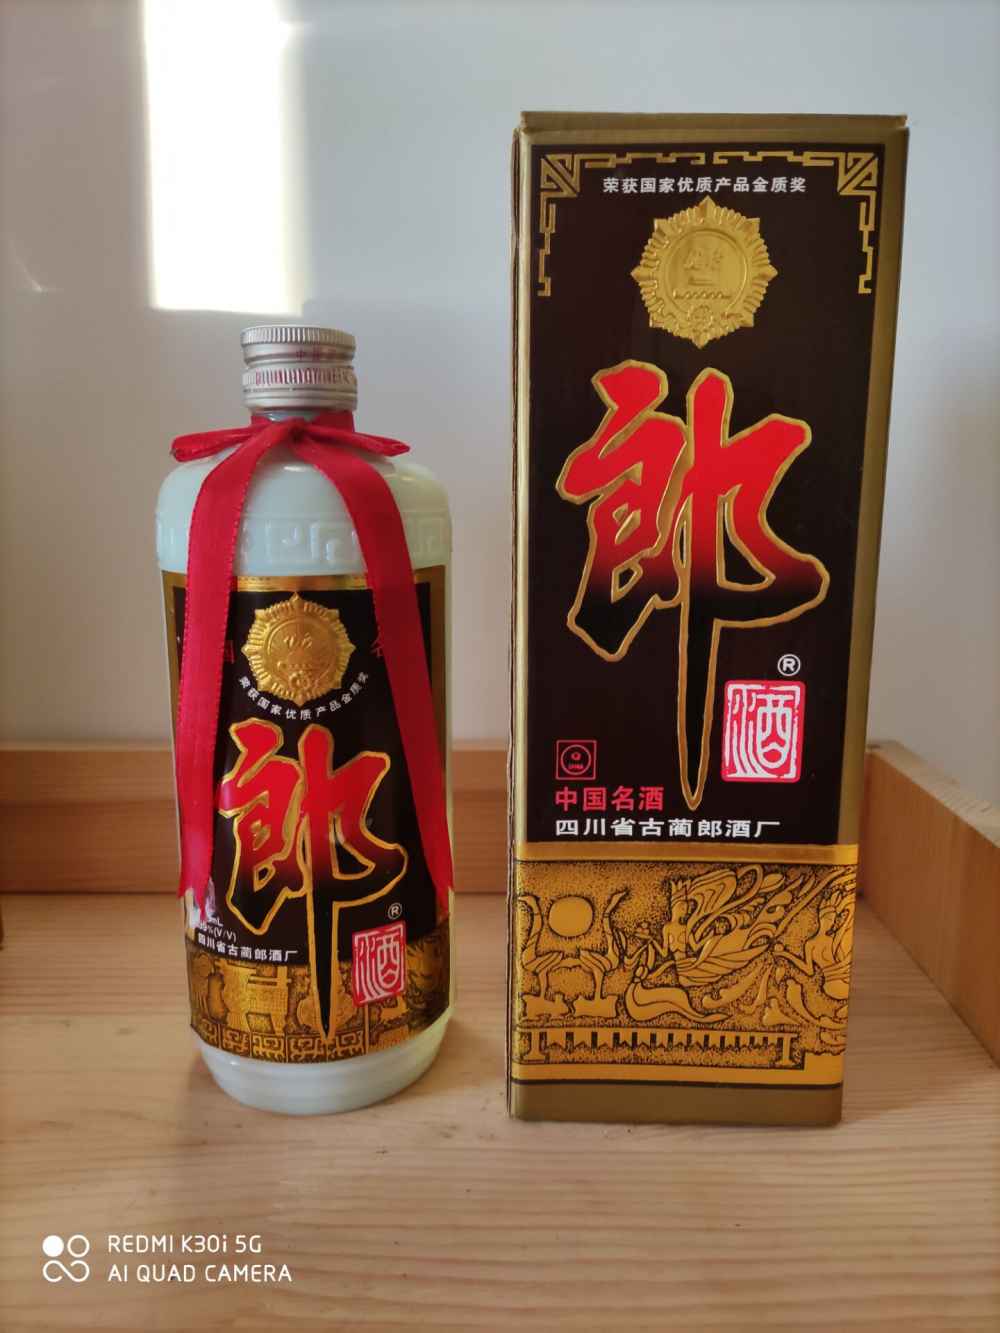 荣获国家优质产品金质奖
郎
®
酒
中国名酒
四川省古蔺郎酒厂
荣获国家优质产品金质奖
郎
®
酒
mL
%(V/V)
四川省古蔺郎酒厂
REDMI K30i 5G
AI QUAD CAMERA